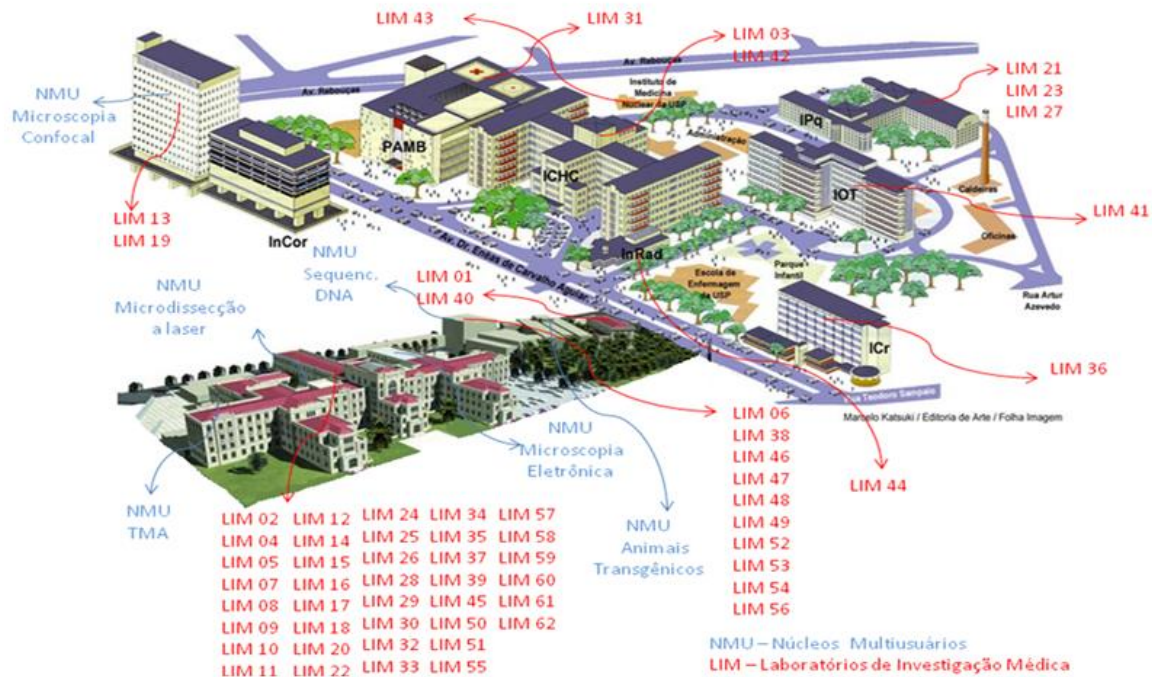 LIM 43
LIM 31
LIM 03
LIM 42
Av. Rebouças
Av. Rebouças
Instituto de
Medicina
Nuclear da USP
LIM 21
LIM 23
LIM 27
NMU
Microscopia
Confocal
PAMB
Administração
IPq
ICHC
IOT
Caldeiras
LIM 13
LIM 19
LIM 41
InCor
Oficinas
Av. Dr. Enéas de Carvalho Aguiar
InRad
Parque
Infantil
Escola de
Enfermagem
da USP
Rua Artur
Azevedo
NMU
Sequenc.
DNA
LIM 01
LIM 40
NMU
Microdissecção
a laser
ICr
LIM 36
Rua Teodoro Sampaio
Marcelo Katsuki / Editoria de Arte / Folha Imagem
NMU
Microscopia
Eletrônica
LIM 06
LIM 38
LIM 46
LIM 47
LIM 48
LIM 49
LIM 52
LIM 53
LIM 54
LIM 56
LIM 44
NMU
TMA
LIM 02 LIM 12 LIM 24 LIM 34 LIM 57
LIM 04 LIM 14 LIM 25 LIM 35 LIM 58
LIM 05 LIM 15 LIM 26 LIM 37 LIM 59
LIM 07 LIM 16 LIM 28 LIM 39 LIM 60
LIM 08 LIM 17 LIM 29 LIM 45 LIM 61
LIM 09 LIM 18 LIM 30 LIM 50 LIM 62
LIM 10 LIM 20 LIM 32 LIM 51
LIM 11 LIM 22 LIM 33 LIM 55
NMU
Animais
Transgênicos
NMU – Núcleos Multiusuários
LIM – Laboratórios de Investigação Médica